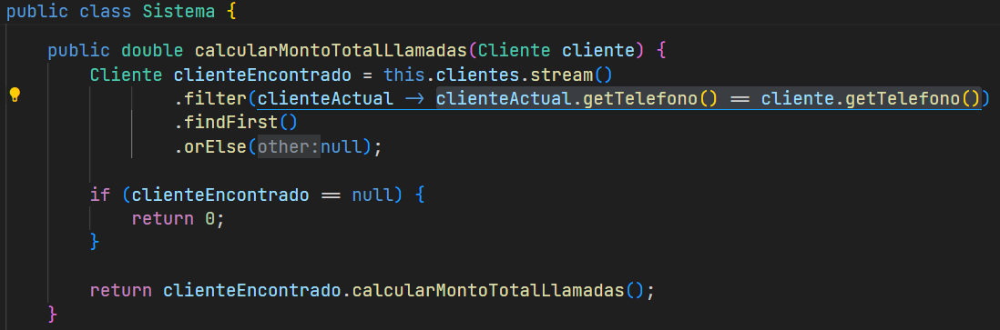 public class Sistema {
public double calcularMontoTotalLlamadas(Cliente cliente) {
Cliente clienteEncontrado = this.clientes.stream()
.filter(clienteActual -> clienteActual.getTelefono() == cliente.getTelefono())
.findFirst()
.orElse(other:null);
if (clienteEncontrado == null) {
return 0;
}
return clienteEncontrado.calcularMontoTotalLlamadas();
}